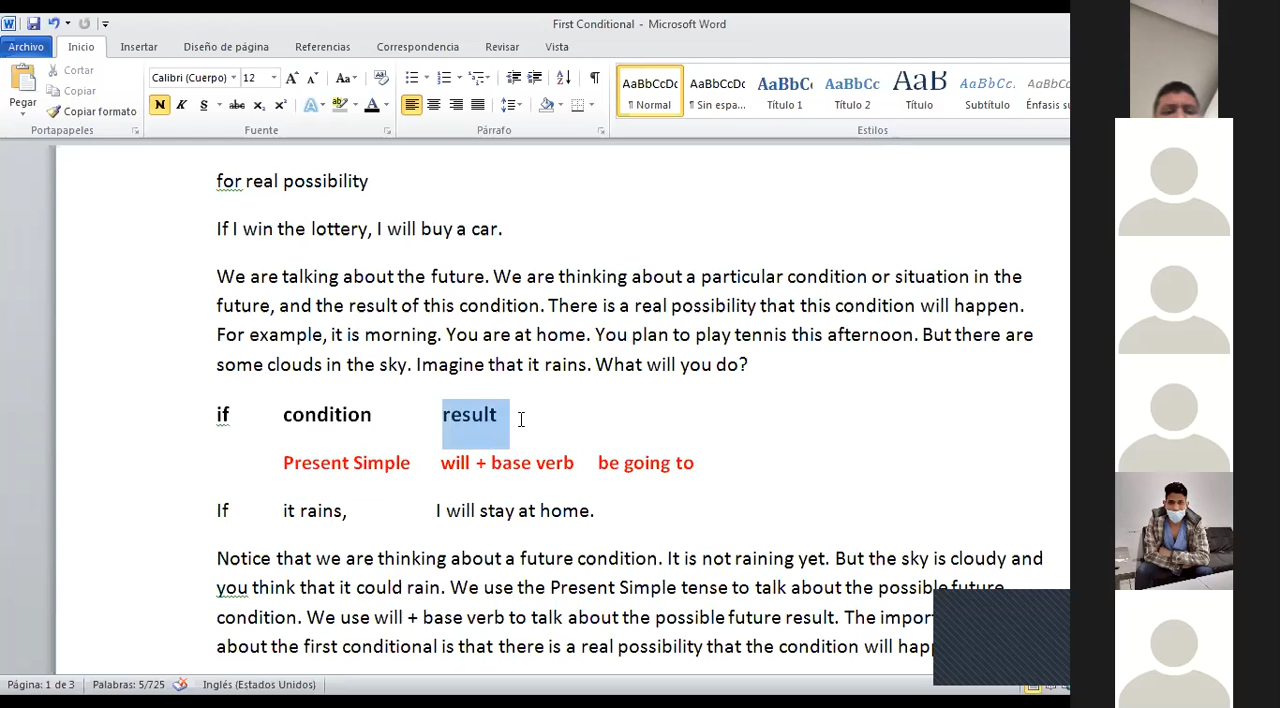 First Conditional - Microsoft Word
Archivo Inicio Insertar Diseño de página Referencias Correspondencia Revisar Vista
Pegar
Cortar
Copiar
Copiar formato
Portapapeles
Calibri (Cuerpo) 12
Fuente
Párrafo
AaBbCcDc AaBbCcDc AaBbC AaBbCc AaB AaBbCc. AaBbCcD
¶ Normal ¶ Sin espa... Título 1 Título 2 Título Subtítulo Énfasis su
Estilos
for real possibility
If I win the lottery, I will buy a car.
We are talking about the future. We are thinking about a particular condition or situation in the
future, and the result of this condition. There is a real possibility that this condition will happen.
For example, it is morning. You are at home. You plan to play tennis this afternoon. But there are
some clouds in the sky. Imagine that it rains. What will you do?
if condition result
Present Simple will + base verb be going to
If it rains, I will stay at home.
Notice that we are thinking about a future condition. It is not raining yet. But the sky is cloudy and
you think that it could rain. We use the Present Simple tense to talk about the possible future
condition. We use will + base verb to talk about the possible future result. The impor
about the first conditional is that there is a real possibility that the condition will hap
Página: 1 de 3 Palabras: 5/725 Inglés (Estados Unidos)